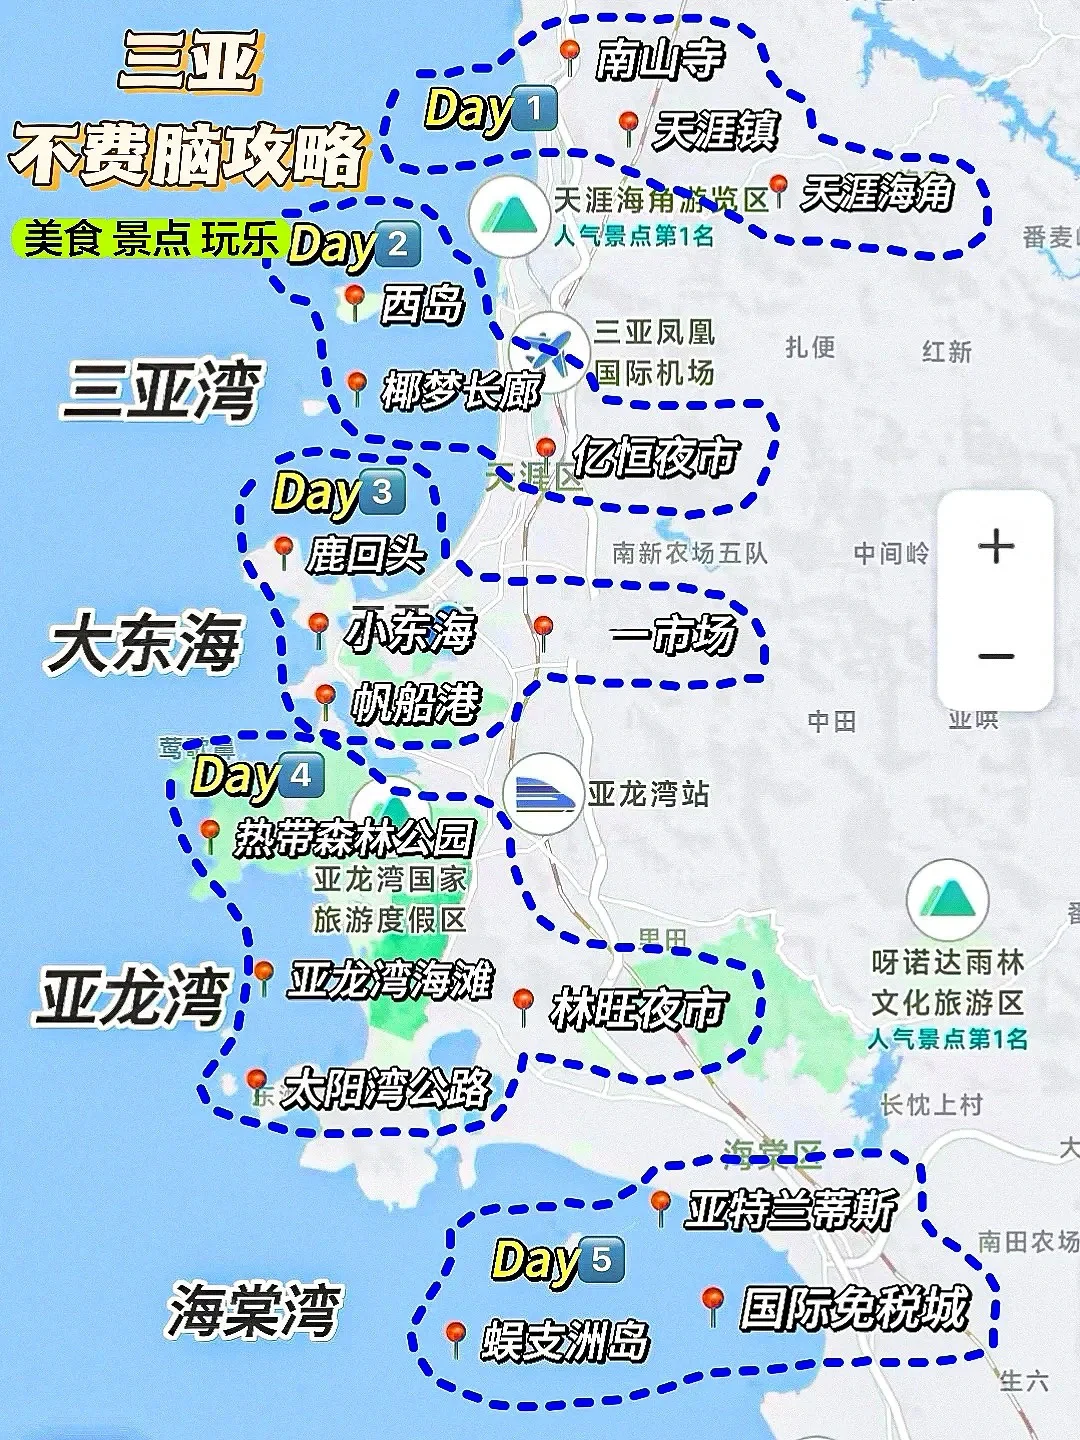 三亚
不费脑攻略
美食 景点 玩乐
Day 1
南山寺
天涯镇
天涯海角
天涯海角游览区
人气景点第1名
Day 2
西岛
椰梦长廊
亿恒夜市
三亚凤凰
国际机场
扎便
红新
三亚湾
天涯区
Day 3
鹿回头
小东海
一市场
帆船港
南新农场五队
中间岭
+
−
大东海
中田
亚哄
Day 4
热带森林公园
亚龙湾国家
旅游度假区
亚龙湾站
亚龙湾海滩
林旺夜市
太阳湾公路
亚龙湾
呀诺达雨林
文化旅游区
人气景点第1名
长忱上村
海棠区
Day 5
亚特兰蒂斯
国际免税城
蜈支洲岛
海棠湾
南田农场
生六